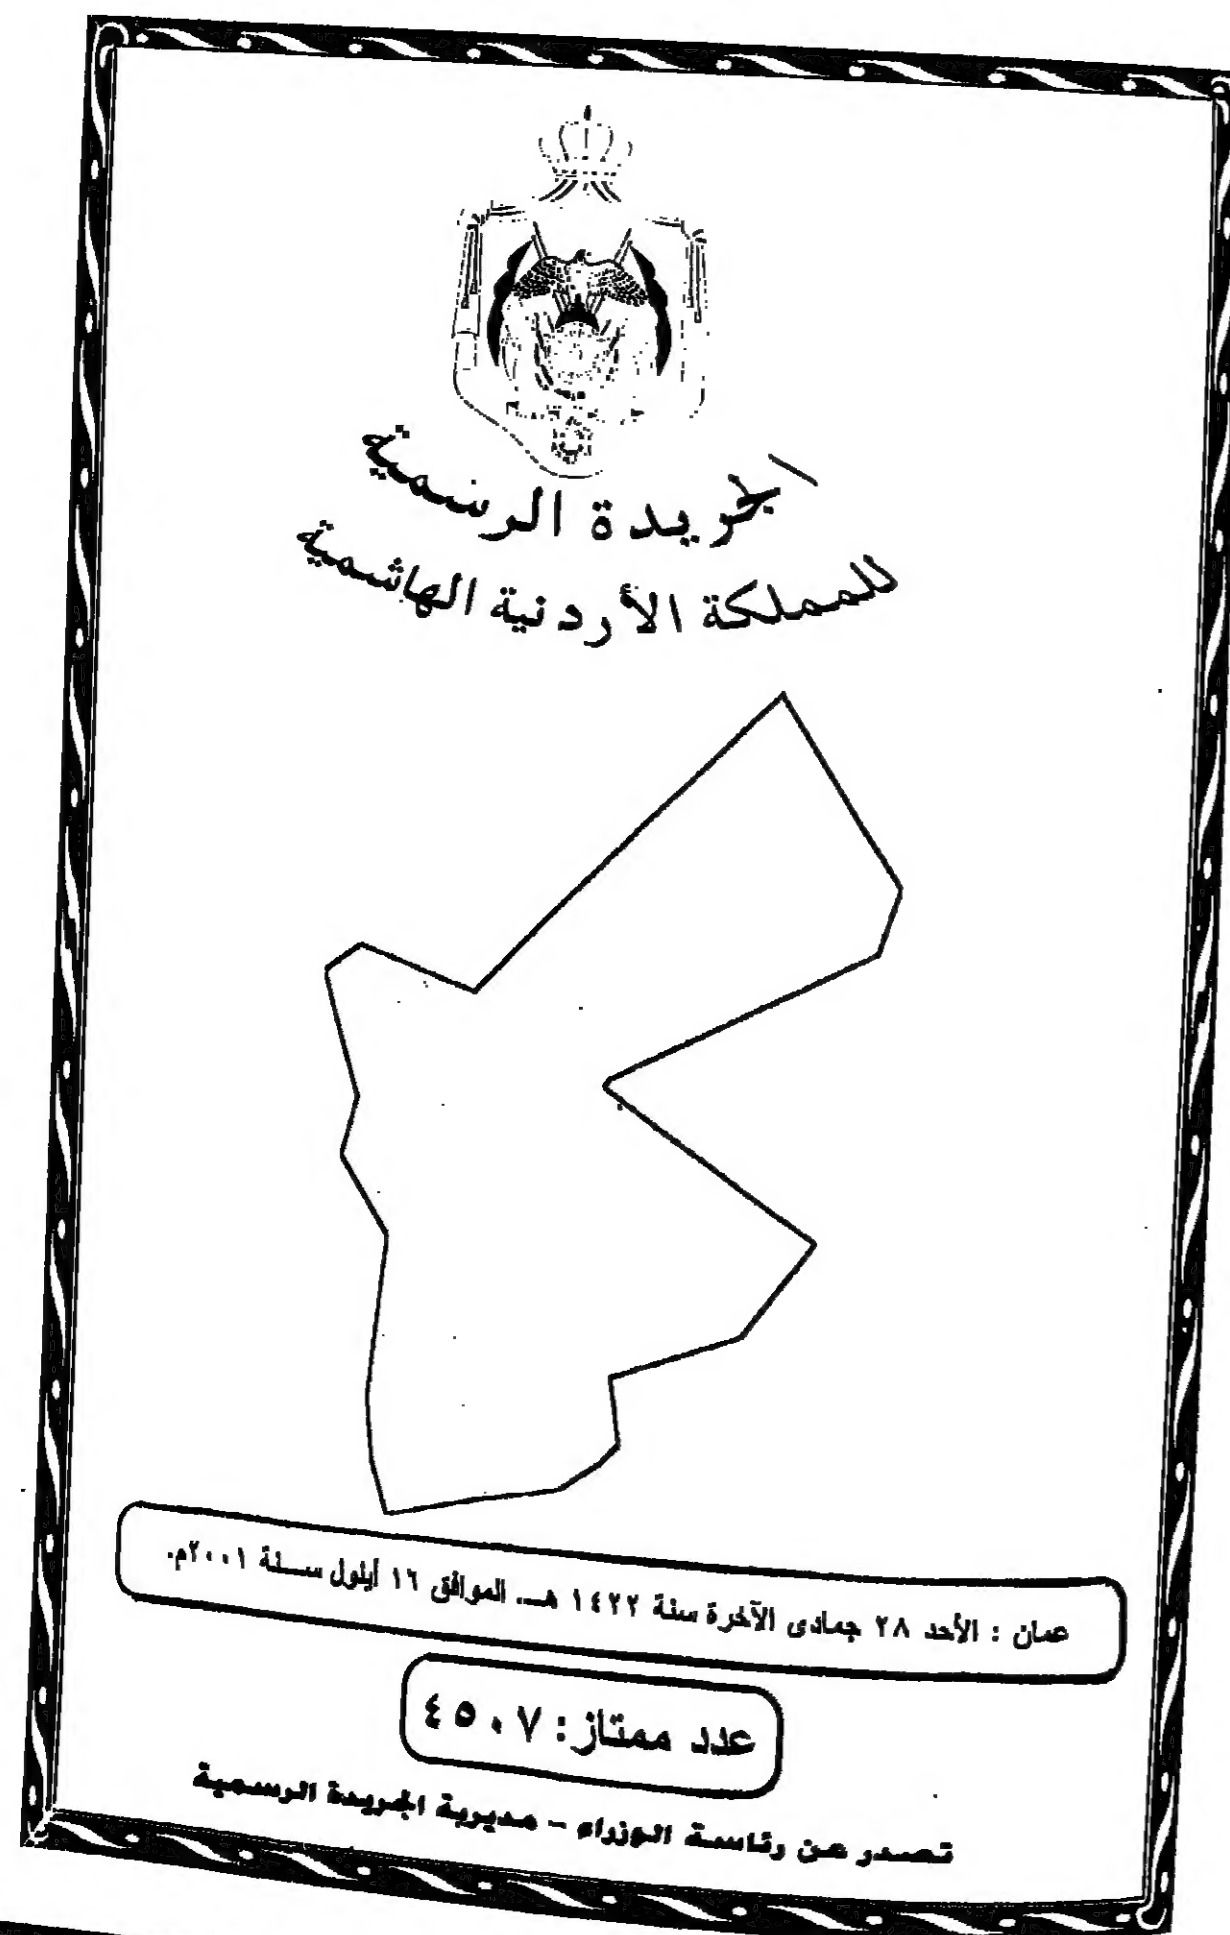 الجريدة الرسمية
للمملكة الأردنية الهاشمية
عمان : الأحد ٢٨ جمادى الآخرة سنة ١٤٢٢ هـ. الموافق ١٦ أيلول سنة ٢٠٠١م.
عدد ممتاز: ٤٥٠٧
تصدر عن رئاسة الوزراء - مديرية الجريدة الرسمية